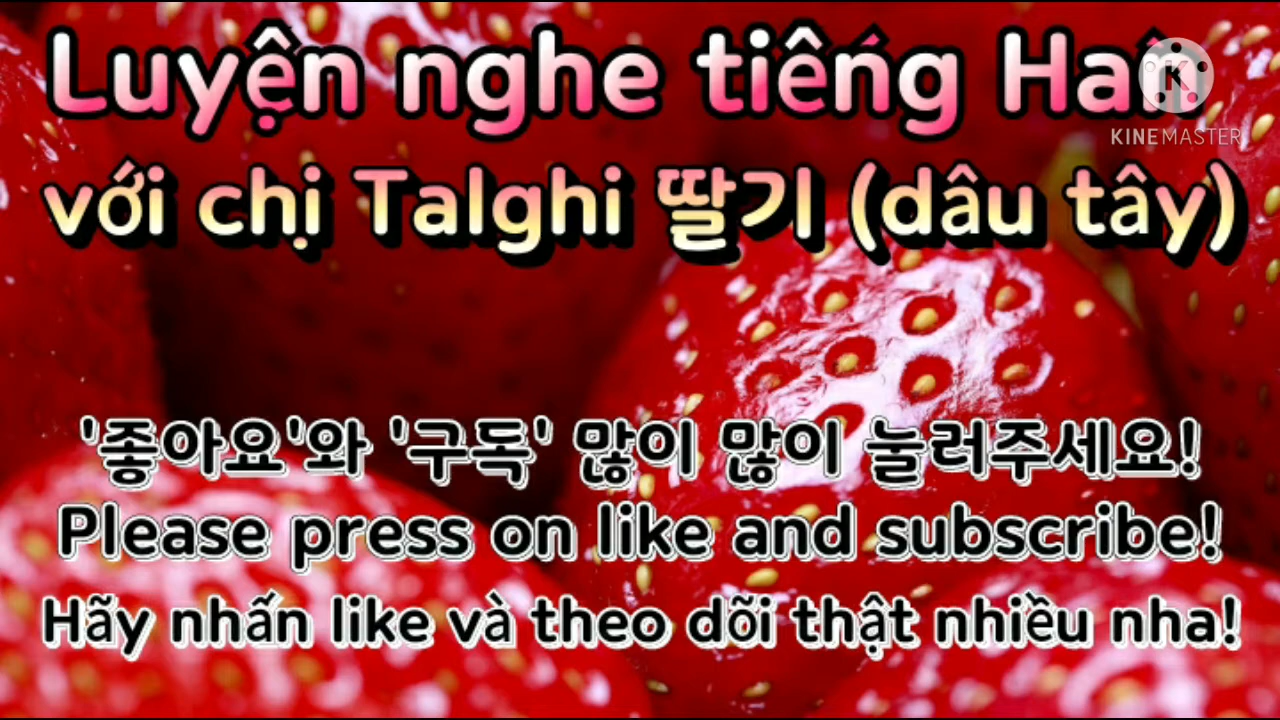 Luyện nghe tiếng Hàn
KINEMASTER
với chị Talghi 딸기 (dâu tây)
'좋아요'와 '구독' 많이 많이 눌러주세요!
Please press on like and subscribe!
Hãy nhấn like và theo dõi thật nhiều nha!